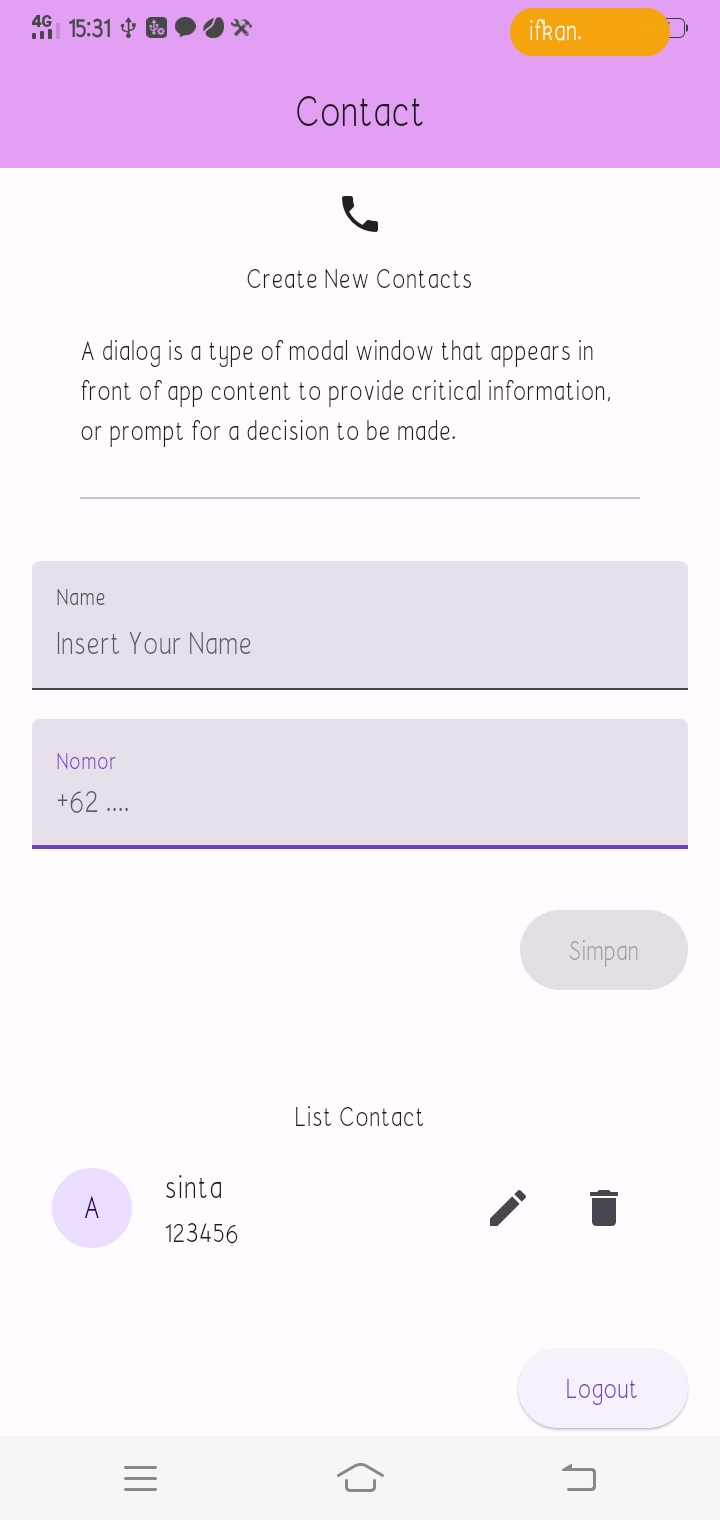 4G 15:31 ifkan.
Contact
Create New Contacts
A dialog is a type of modal window that appears in
front of app content to provide critical information,
or prompt for a decision to be made.
Name
Insert Your Name
Nomor
+62 ....
Simpan
List Contact
A
sinta
123456
Logout